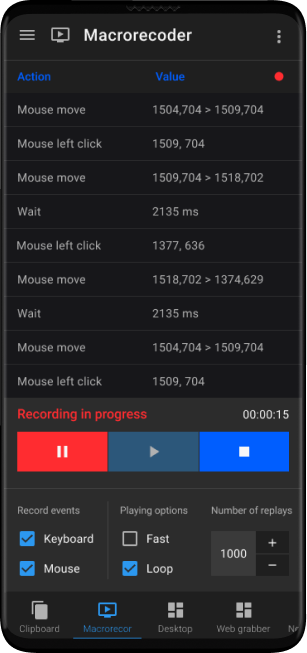 Macrorecoder
Action Value
Mouse move 1504,704 > 1509,704
Mouse left click 1509, 704
Mouse move 1509,704 > 1518,702
Wait 2135 ms
Mouse left click 1377, 636
Mouse move 1518,702 > 1374,629
Wait 2135 ms
Mouse move 1504,704 > 1509,704
Mouse left click 1509, 704
Recording in progress 00:00:15
Record events Playing options Number of replays
Keyboard Fast 1000 +
Mouse Loop −
Clipboard Macrorecor Desktop Web grabber Ne